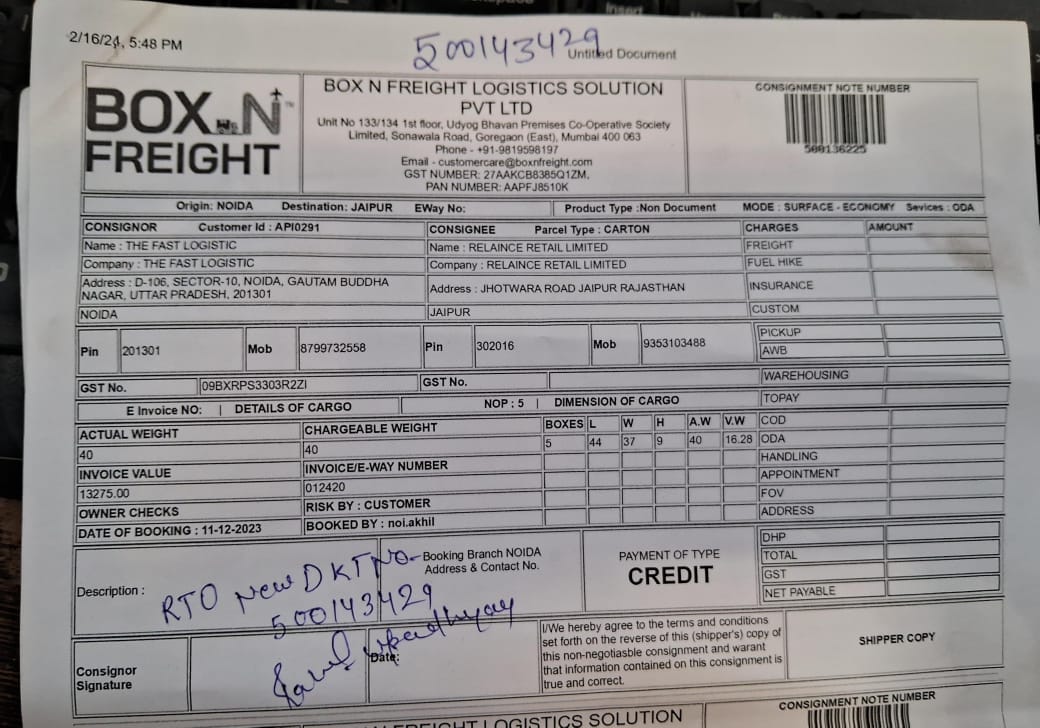 2/16/24, 5:48 PM
500143429
Untitled Document
BOX N FREIGHT
BOX N FREIGHT LOGISTICS SOLUTION
PVT LTD
Unit No 133/134 1st floor, Udyog Bhavan Premises Co-Operative Society
Limited, Sonawala Road, Goregaon (East), Mumbai 400 063
Phone - +91-9819598197
Email - customercare@boxnfreight.com
GST NUMBER: 27AAKCB8385Q1ZM,
PAN NUMBER: AAPFJ8510K
CONSIGNMENT NOTE NUMBER
500136225
Origin: NOIDA Destination: JAIPUR EWay No: Product Type :Non Document MODE : SURFACE - ECONOMY Sevices : ODA
CONSIGNOR Customer Id : API0291 CONSIGNEE Parcel Type : CARTON CHARGES AMOUNT
Name : THE FAST LOGISTIC Name : RELAINCE RETAIL LIMITED FREIGHT
Company : THE FAST LOGISTIC Company : RELAINCE RETAIL LIMITED FUEL HIKE
Address : D-106, SECTOR-10, NOIDA, GAUTAM BUDDHA
NAGAR, UTTAR PRADESH, 201301 Address : JHOTWARA ROAD JAIPUR RAJASTHAN INSURANCE
NOIDA JAIPUR CUSTOM
Pin 201301 Mob 8799732558 Pin 302016 Mob 9353103488 PICKUP
AWB
GST No. 09BXRPS3303R2ZI GST No. WAREHOUSING
E Invoice NO: | DETAILS OF CARGO NOP : 5 | DIMENSION OF CARGO TOPAY
ACTUAL WEIGHT CHARGEABLE WEIGHT BOXES L W H A.W V.W COD
40 40 5 44 37 9 40 16.28 ODA
INVOICE VALUE INVOICE/E-WAY NUMBER HANDLING
13275.00 012420 APPOINTMENT
OWNER CHECKS RISK BY : CUSTOMER FOV
DATE OF BOOKING : 11-12-2023 BOOKED BY : noi.akhil ADDRESS
Description :
RTO New DKT NO-
500143429
Booking Branch NOIDA
Address & Contact No.
PAYMENT OF TYPE
CREDIT
DHP
TOTAL
GST
NET PAYABLE
Consignor
Signature
Date:
I/We hereby agree to the terms and conditions
set forth on the reverse of this (shipper's) copy of
this non-negotiasble consignment and warant
that information contained on this consignment is
true and correct.
SHIPPER COPY
N FREIGHT LOGISTICS SOLUTION
CONSIGNMENT NOTE NUMBER